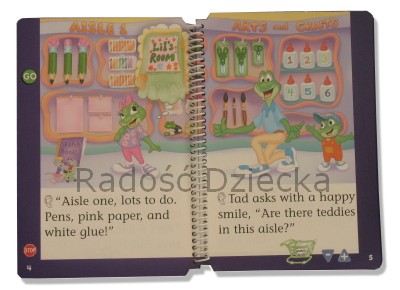 AISLE 1
ARTS and CRAFTS
Lil's
Room
1 2 3
4 5 6
GO
Radość Dziecka
"Aisle one, lots to do.
Pens, pink paper, and
white glue!"
Tad asks with a happy
smile, "Are there teddies
in this aisle?"
STOP
4
5